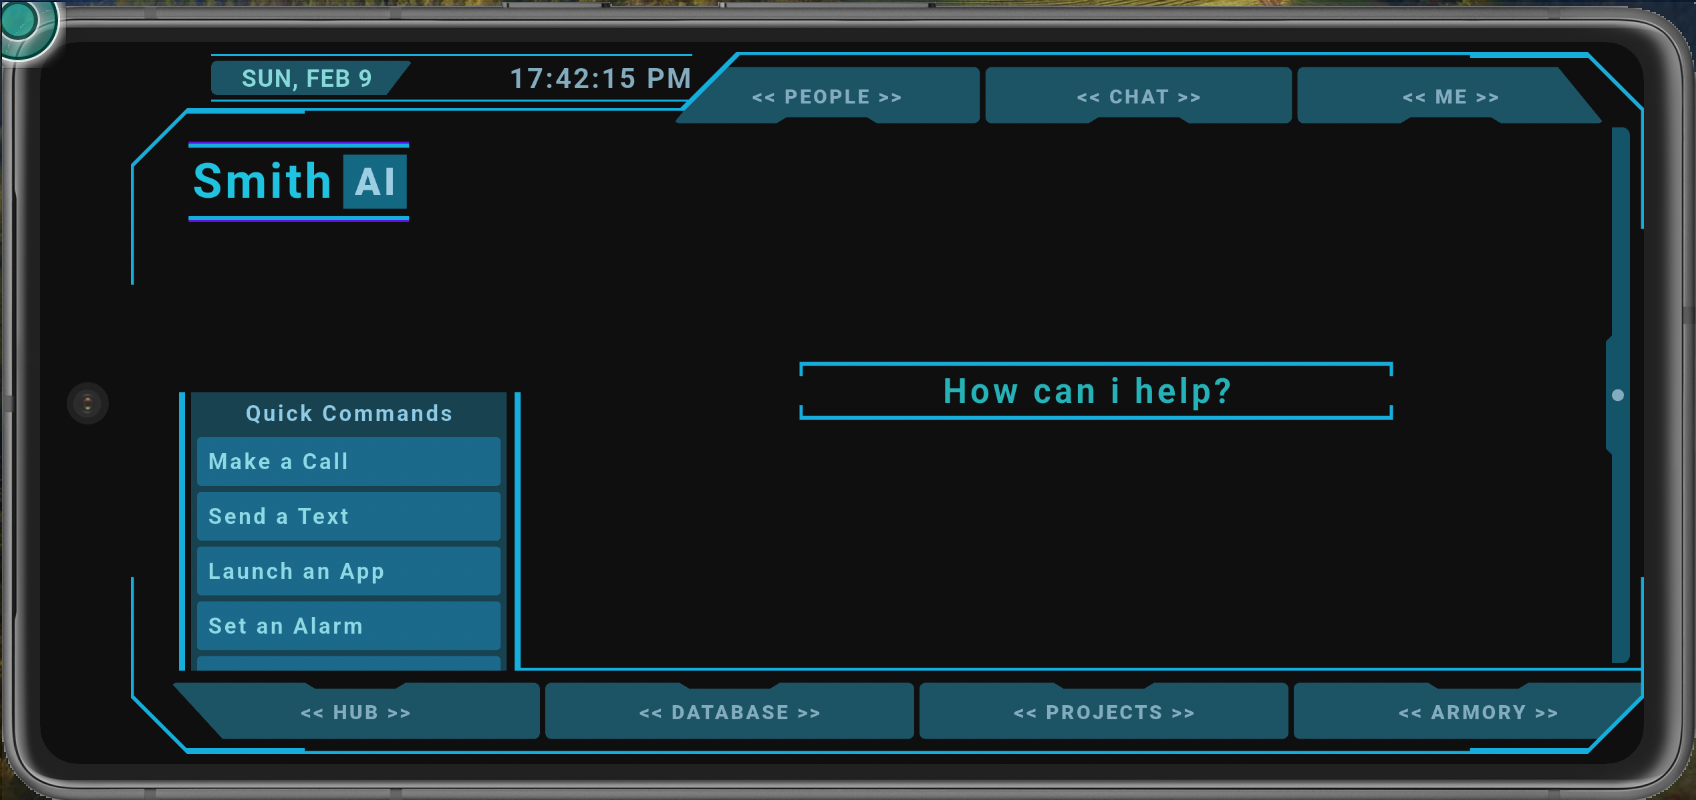 SUN, FEB 9
17:42:15 PM
<< PEOPLE >>
<< CHAT >>
<< ME >>
Smith AI
How can i help?
Quick Commands
Make a Call
Send a Text
Launch an App
Set an Alarm
<< HUB >>
<< DATABASE >>
<< PROJECTS >>
<< ARMORY >>